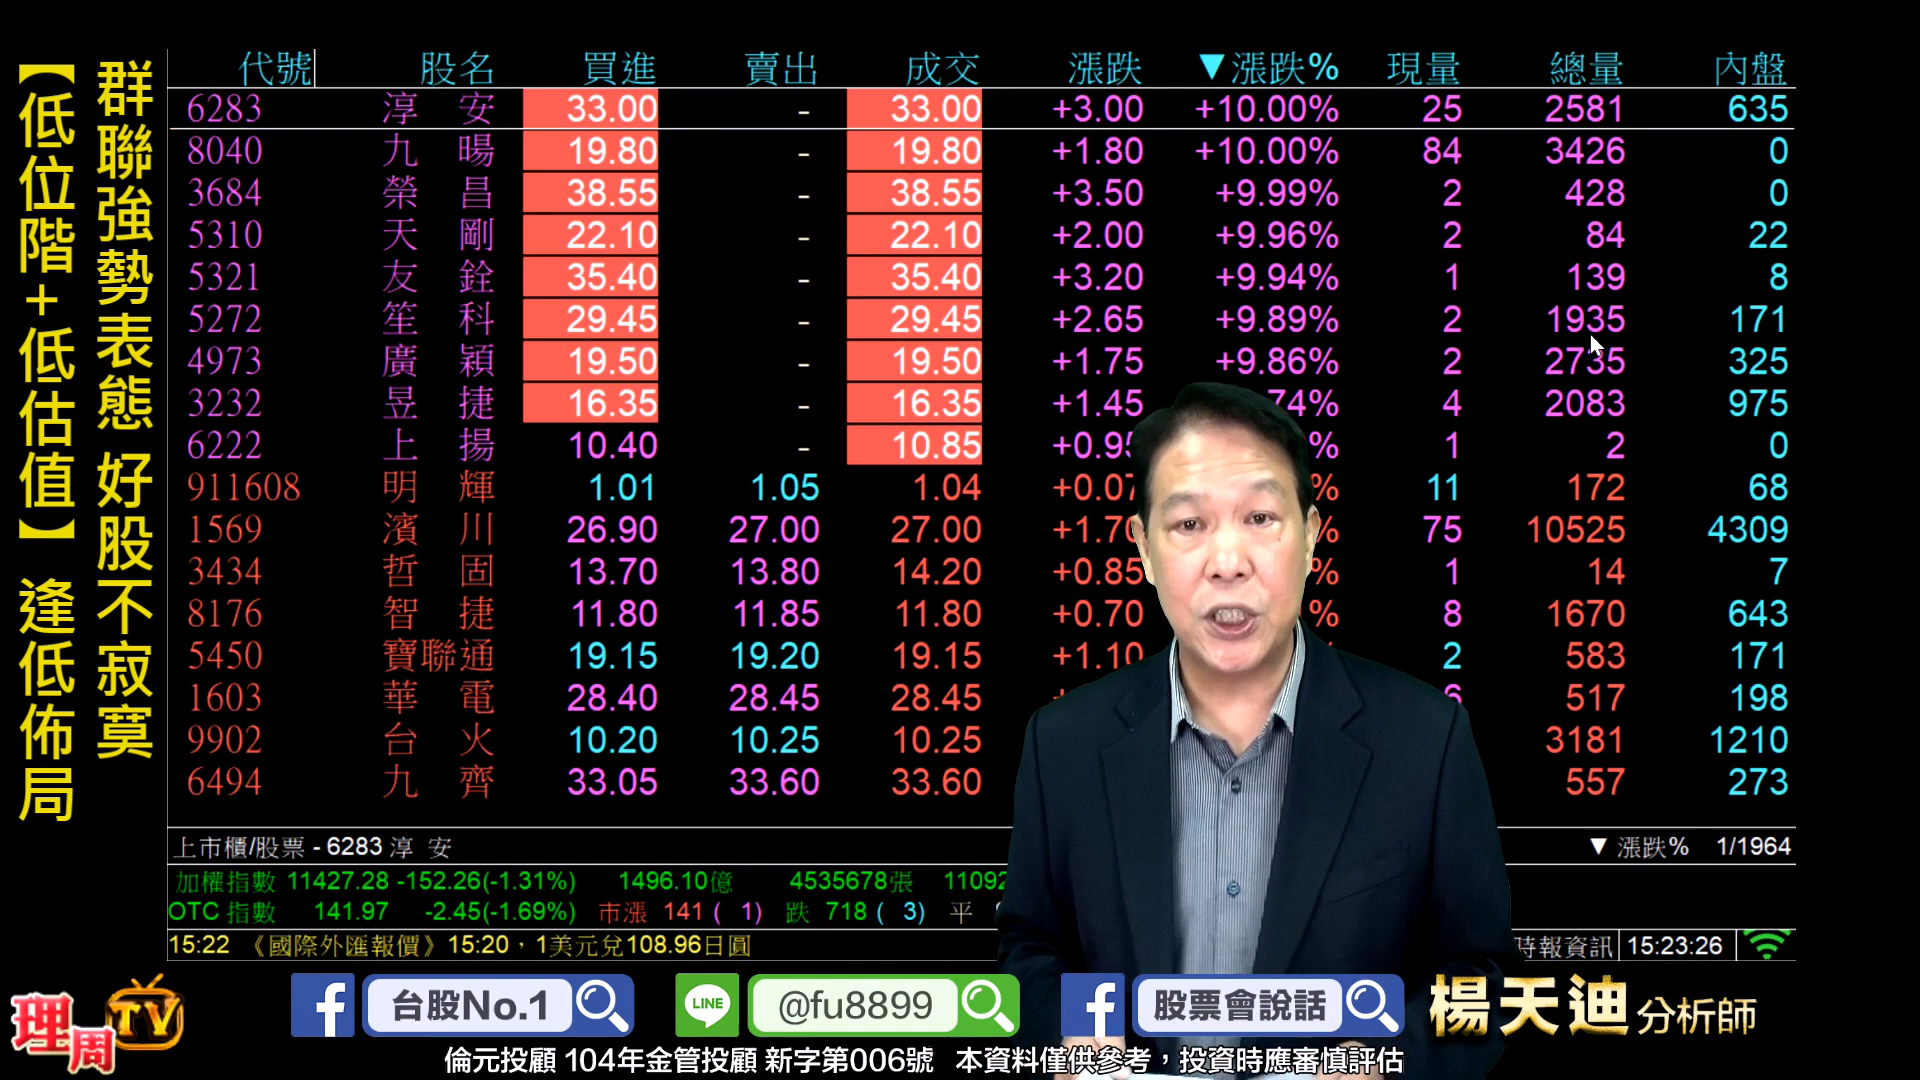 群聯強勢表態 好股不寂寞
【低位階+低估值】逢低佈局
代號 股名 買進 賣出 成交 漲跌 ▼漲跌% 現量 總量 內盤
6283 淳 安 33.00 - 33.00 +3.00 +10.00% 25 2581 635
8040 九 暘 19.80 - 19.80 +1.80 +10.00% 84 3426 0
3684 榮 昌 38.55 - 38.55 +3.50 +9.99% 2 428 0
5310 天 剛 22.10 - 22.10 +2.00 +9.96% 2 84 22
5321 友 銓 35.40 - 35.40 +3.20 +9.94% 1 139 8
5272 笙 科 29.45 - 29.45 +2.65 +9.89% 2 1935 171
4973 廣 穎 19.50 - 19.50 +1.75 +9.86% 2 2735 325
3232 昱 捷 16.35 - 16.35 +1.45 74% 4 2083 975
6222 上 揚 10.40 - 10.85 +0.95 % 1 2 0
911608 明 輝 1.01 1.05 1.04 +0.07 % 11 172 68
1569 濱 川 26.90 27.00 27.00 +1.70 % 75 10525 4309
3434 哲 固 13.70 13.80 14.20 +0.85 % 1 14 7
8176 智 捷 11.80 11.85 11.80 +0.70 % 8 1670 643
5450 寶聯通 19.15 19.20 19.15 +1.10 2 583 171
1603 華 電 28.40 28.45 28.45 517 198
9902 台 火 10.20 10.25 10.25 3181 1210
6494 九 齊 33.05 33.60 33.60 557 273
上市櫃/股票 - 6283 淳 安 ▼ 漲跌% 1/1964
加權指數 11427.28 -152.26(-1.31%) 1496.10億 4535678張 11092
OTC 指數 141.97 -2.45(-1.69%) 市漲 141 ( 1) 跌 718 ( 3) 平
15:22 《國際外匯報價》15:20，1美元兌108.96日圓 時報資訊 15:23:26
理周TV 台股No.1 LINE @fu8899 股票會說話 楊天迪 分析師
倫元投顧 104年金管投顧 新字第006號 本資料僅供參考，投資時應審慎評估